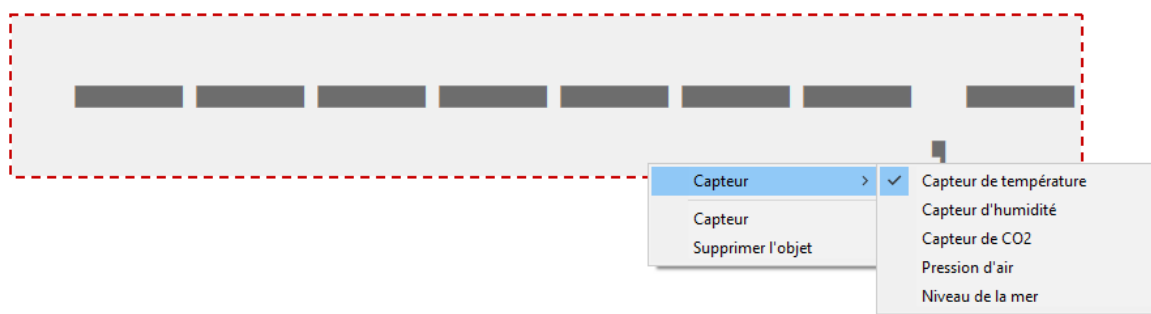 Capteur
Capteur
Supprimer l'objet
Capteur de température
Capteur d'humidité
Capteur de CO2
Pression d'air
Niveau de la mer